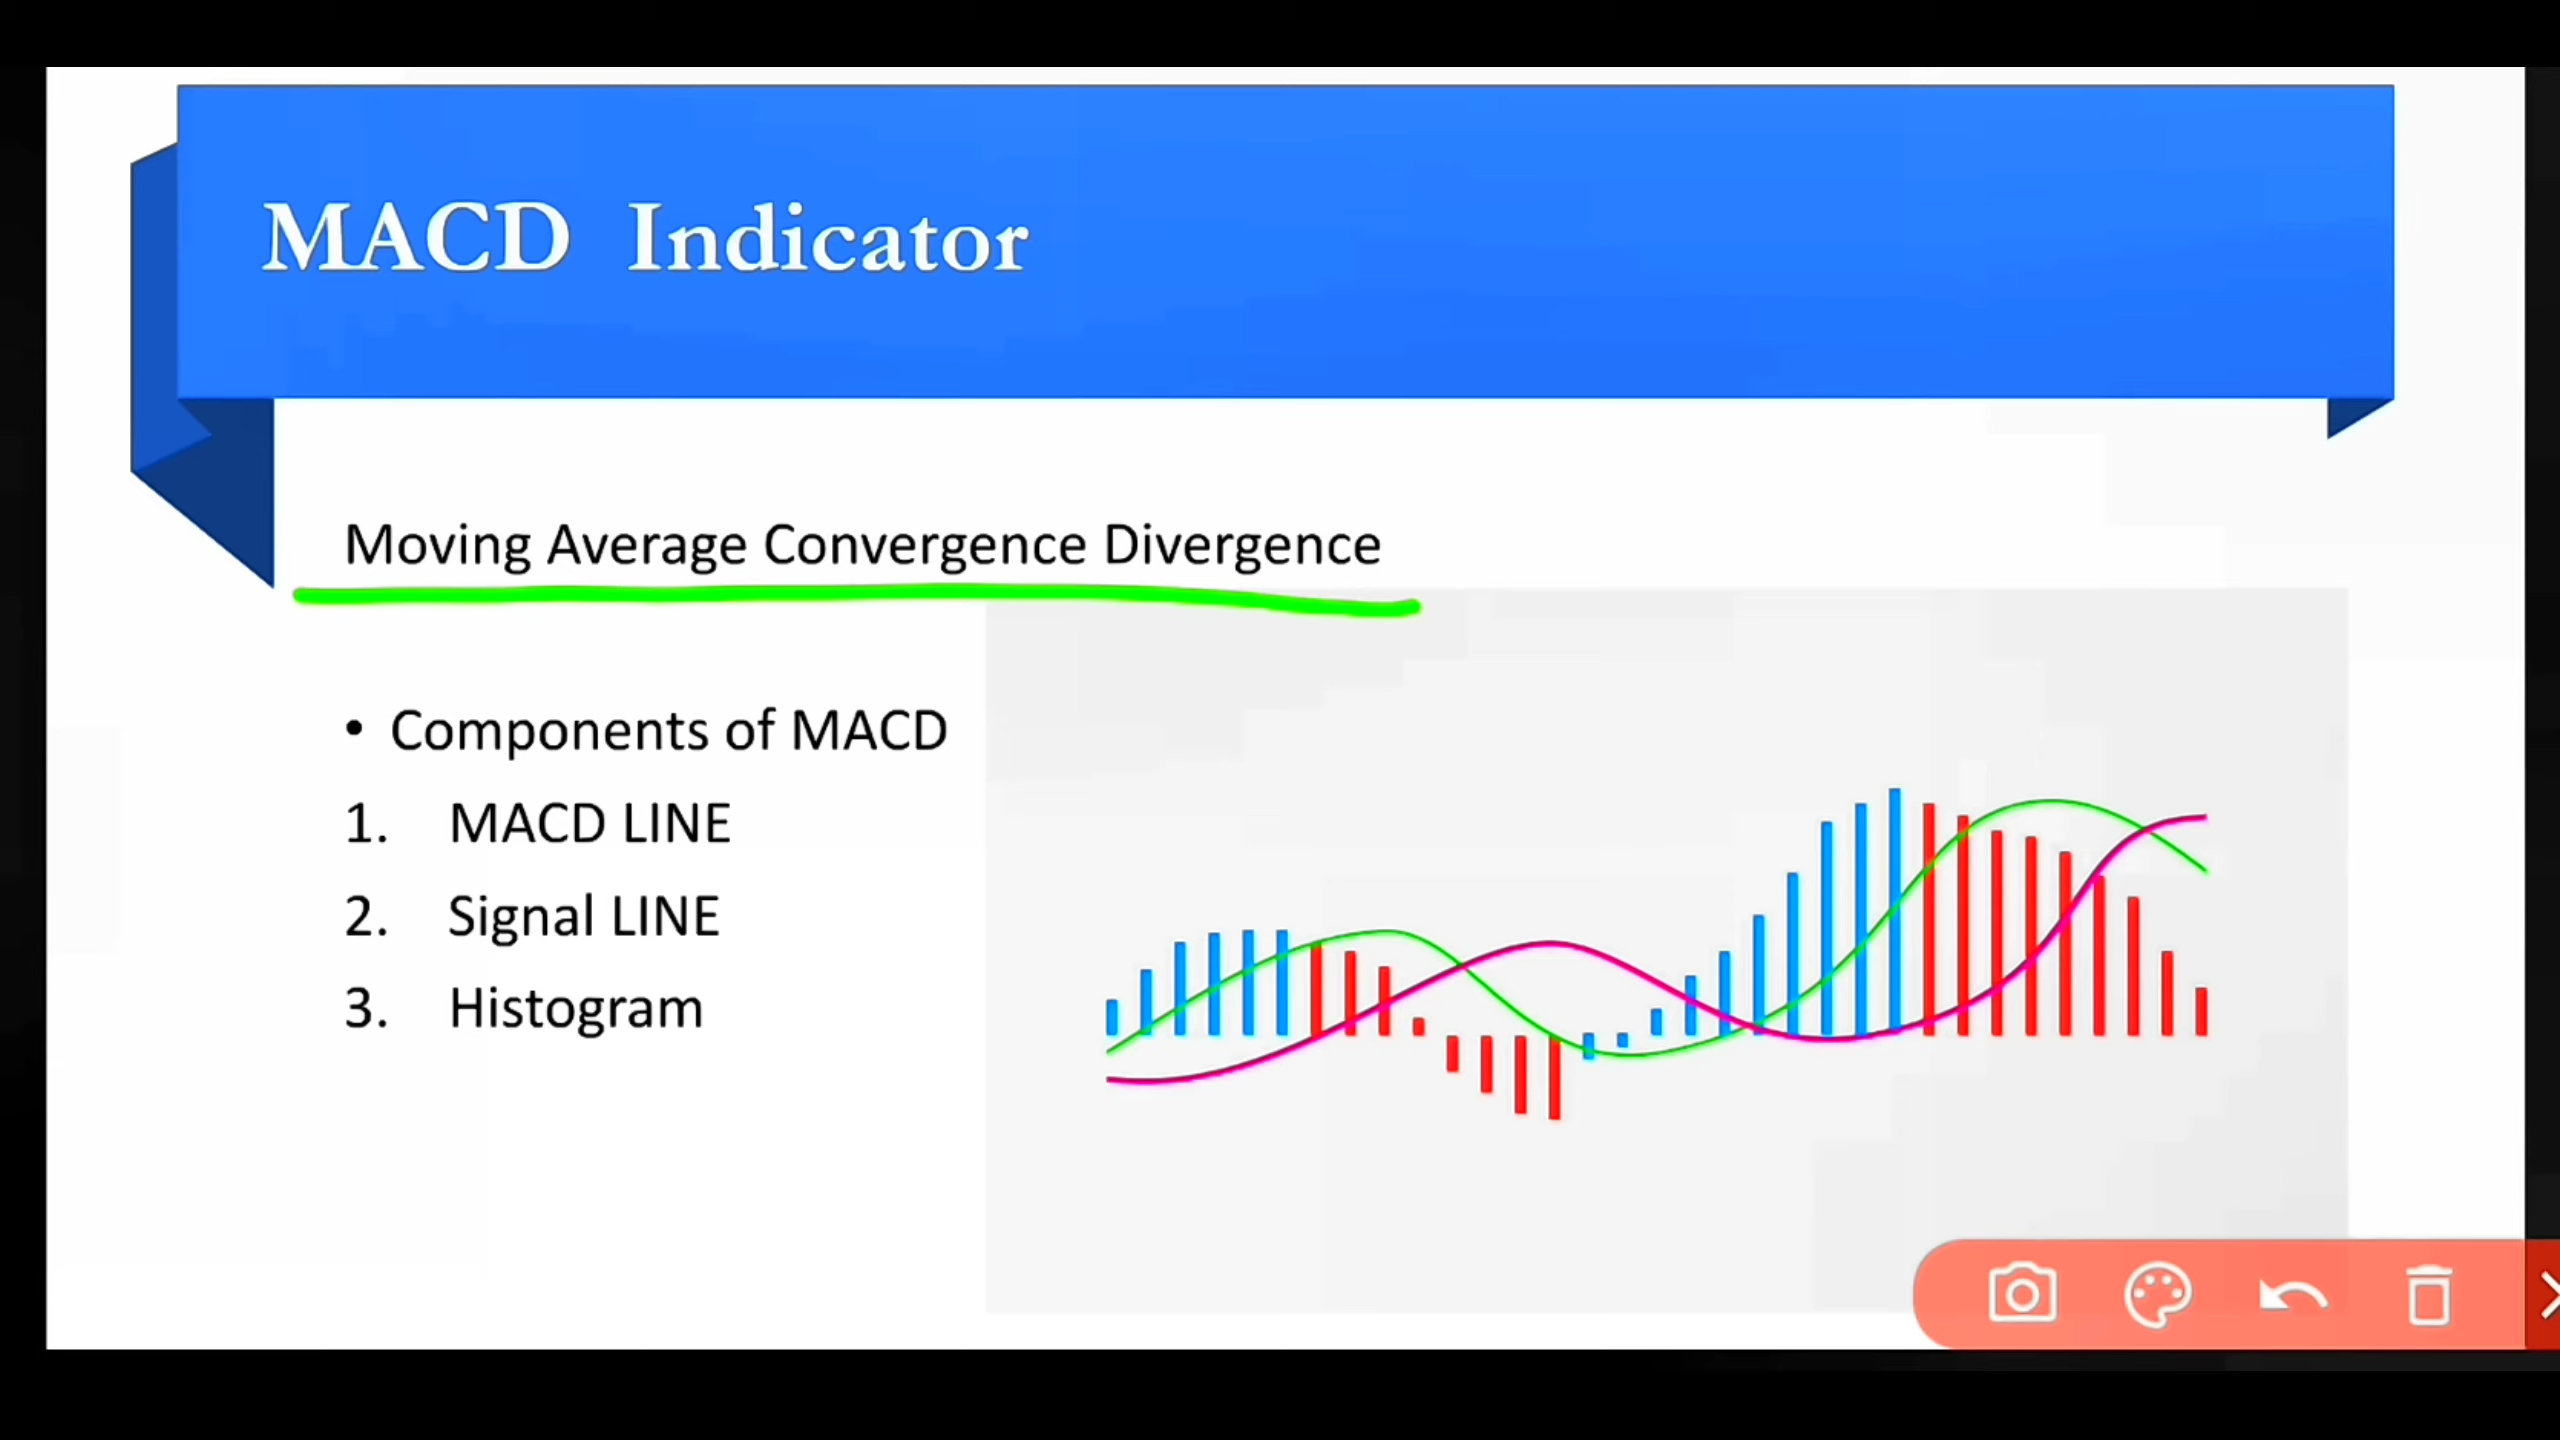 MACD Indicator
Moving Average Convergence Divergence
• Components of MACD
1. MACD LINE
2. Signal LINE
3. Histogram